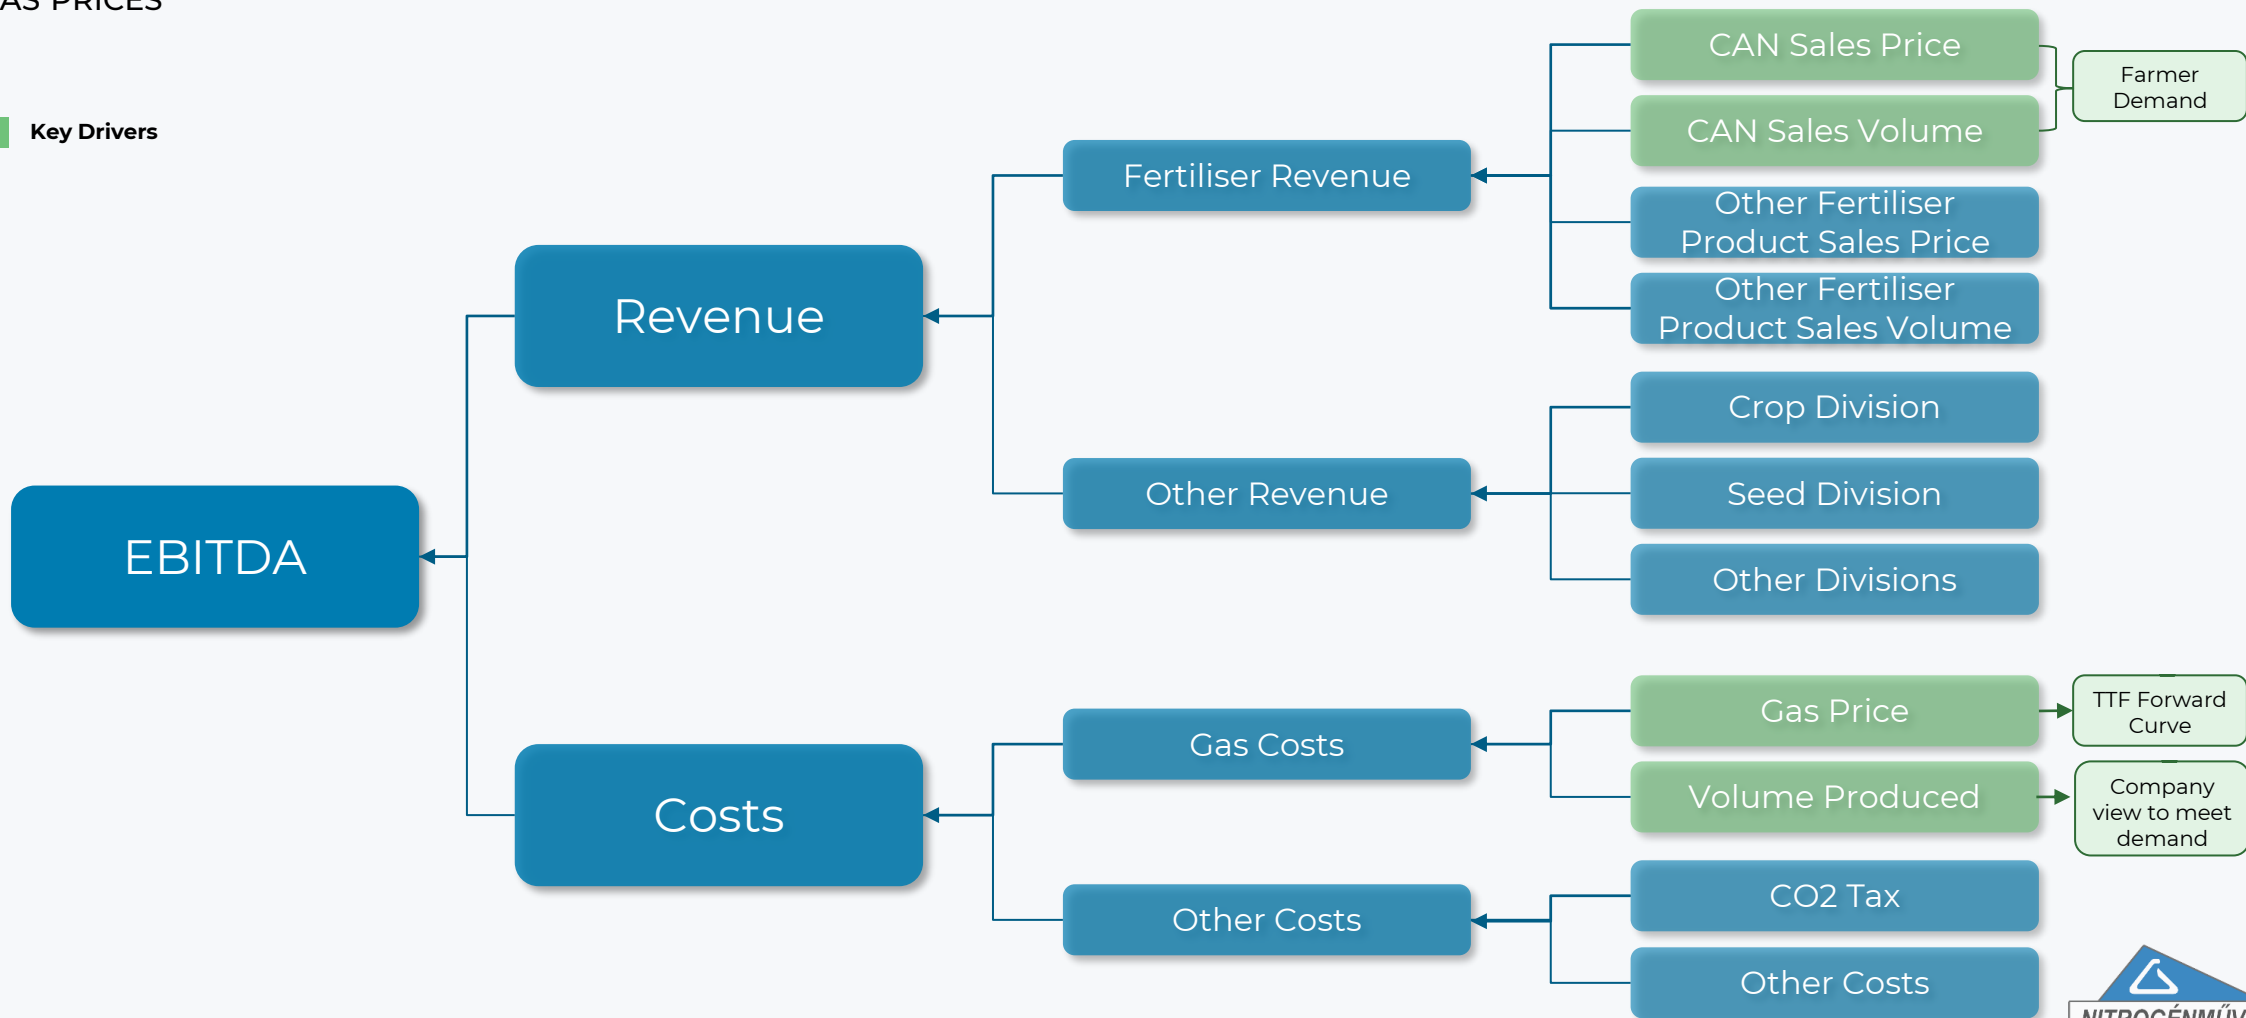 AS PRICES
Key Drivers
CAN Sales Price
CAN Sales Volume
Farmer
Demand
Fertiliser Revenue
Other Fertiliser
Product Sales Price
Other Fertiliser
Product Sales Volume
Revenue
Crop Division
Other Revenue
Seed Division
Other Divisions
EBITDA
Gas Price
TTF Forward
Curve
Gas Costs
Volume Produced
Company
view to meet
demand
Costs
CO2 Tax
Other Costs
Other Costs